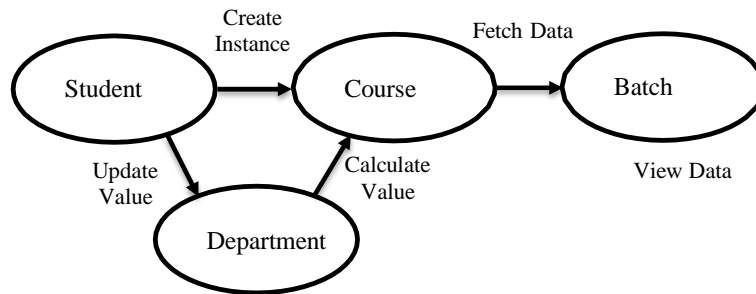 Create
Instance
Fetch Data
Student
Course
Batch
Update
Value
Calculate
Value
View Data
Department